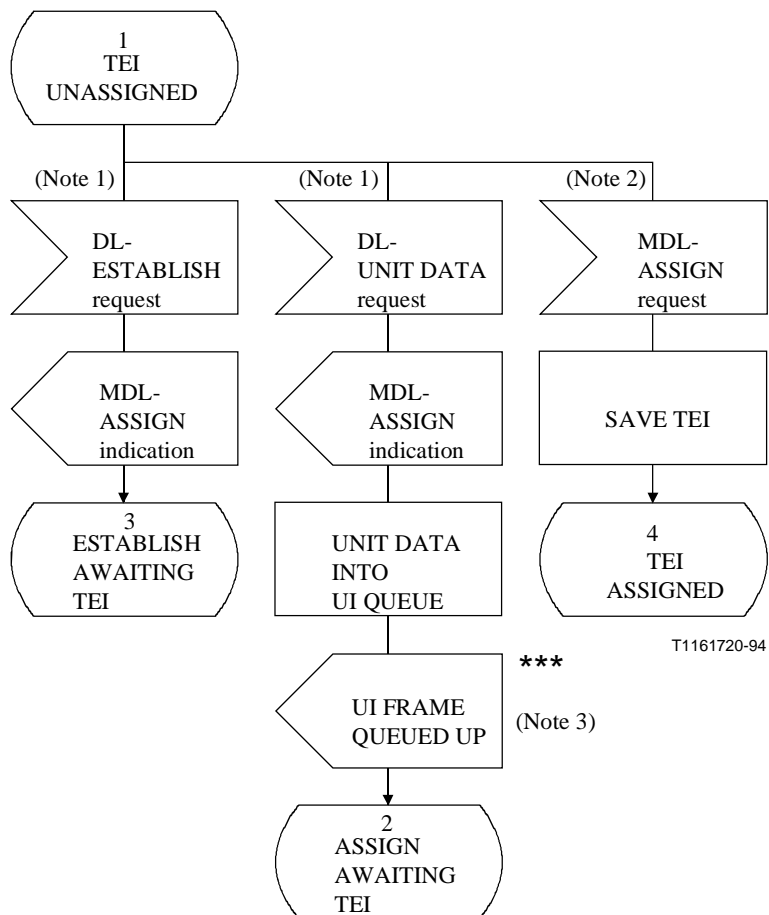 1
TEI
UNASSIGNED
(Note 1)
(Note 1)
(Note 2)
DL-
ESTABLISH
request
DL-
UNIT DATA
request
MDL-
ASSIGN
request
MDL-
ASSIGN
indication
MDL-
ASSIGN
indication
SAVE TEI
3
ESTABLISH
AWAITING
TEI
UNIT DATA
INTO
UI QUEUE
4
TEI
ASSIGNED
T1161720-94
***
UI FRAME
QUEUED UP
(Note 3)
2
ASSIGN
AWAITING
TEI